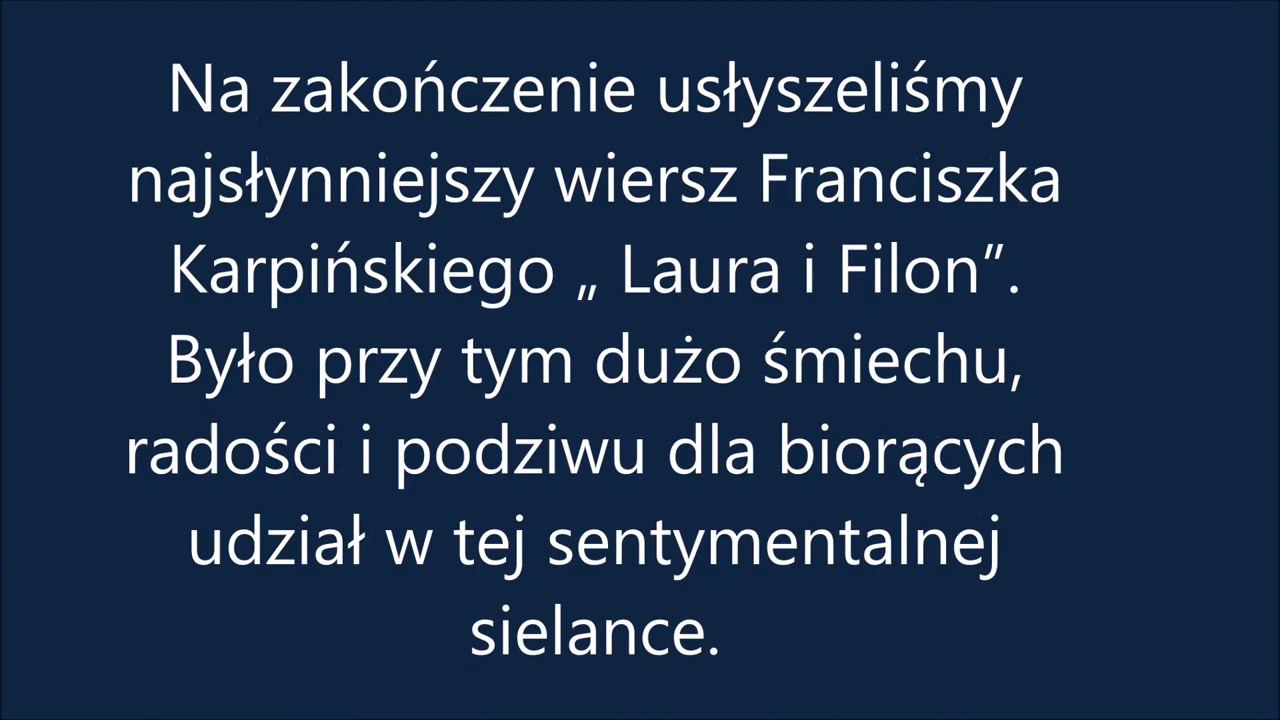 Na zakończenie usłyszeliśmy
najsłynniejszy wiersz Franciszka
Karpińskiego „ Laura i Filon”.
Było przy tym dużo śmiechu,
radości i podziwu dla biorących
udział w tej sentymentalnej
sielance.